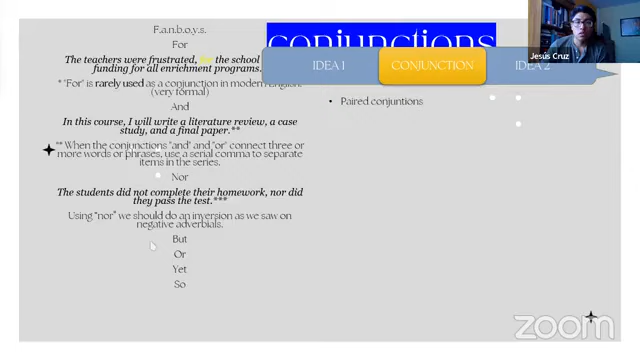 F.a.n.b.o.y.s.
For
The teachers were frustrated, the school
funding for all enrichment programs.
* "For" is rarely used as a conjunction in modern English.
(very formal)
And
In this course, I will write a literature review, a case
study, and a final paper.**
** When the conjunctions "and" and "or" connect three or
more words or phrases, use a serial comma to separate
items in the series.
Nor
The students did not complete their homework, nor did
they pass the test.***
Using "nor" we should do an inversion as we saw on
negative adverbials.
But
Or
Yet
So
conjunctions
IDEA 1
CONJUNCTION
IDEA 2
• Paired conjuntions
Jesús Cruz
zoom